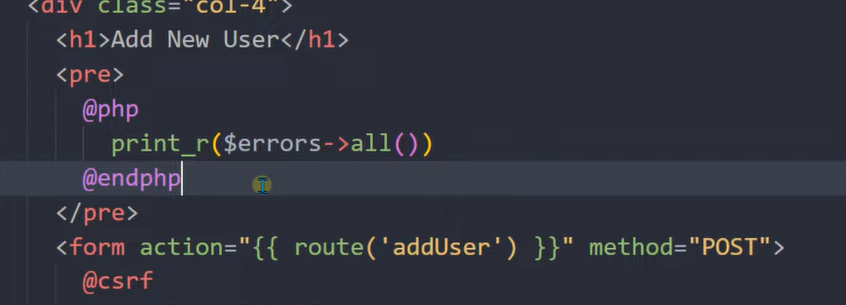 <div class="col-4">
<h1>Add New User</h1>
<pre>
@php
print_r($errors->all())
@endphp
</pre>
<form action="{{ route('addUser') }}" method="POST">
@csrf